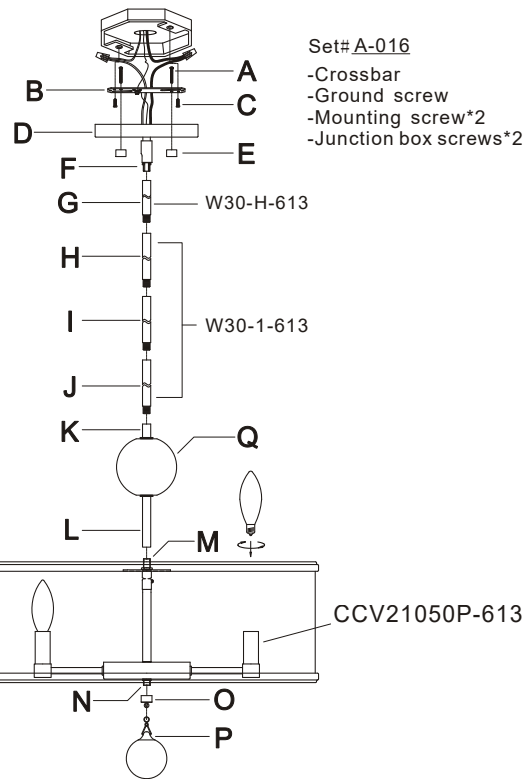 Set# A-016
-Crossbar
-Ground screw
-Mounting screw*2
-Junction box screws*2
A
B
C
D
E
F
G
W30-H-613
H
I
W30-1-613
J
K
Q
L
M
CCV21050P-613
N
O
P